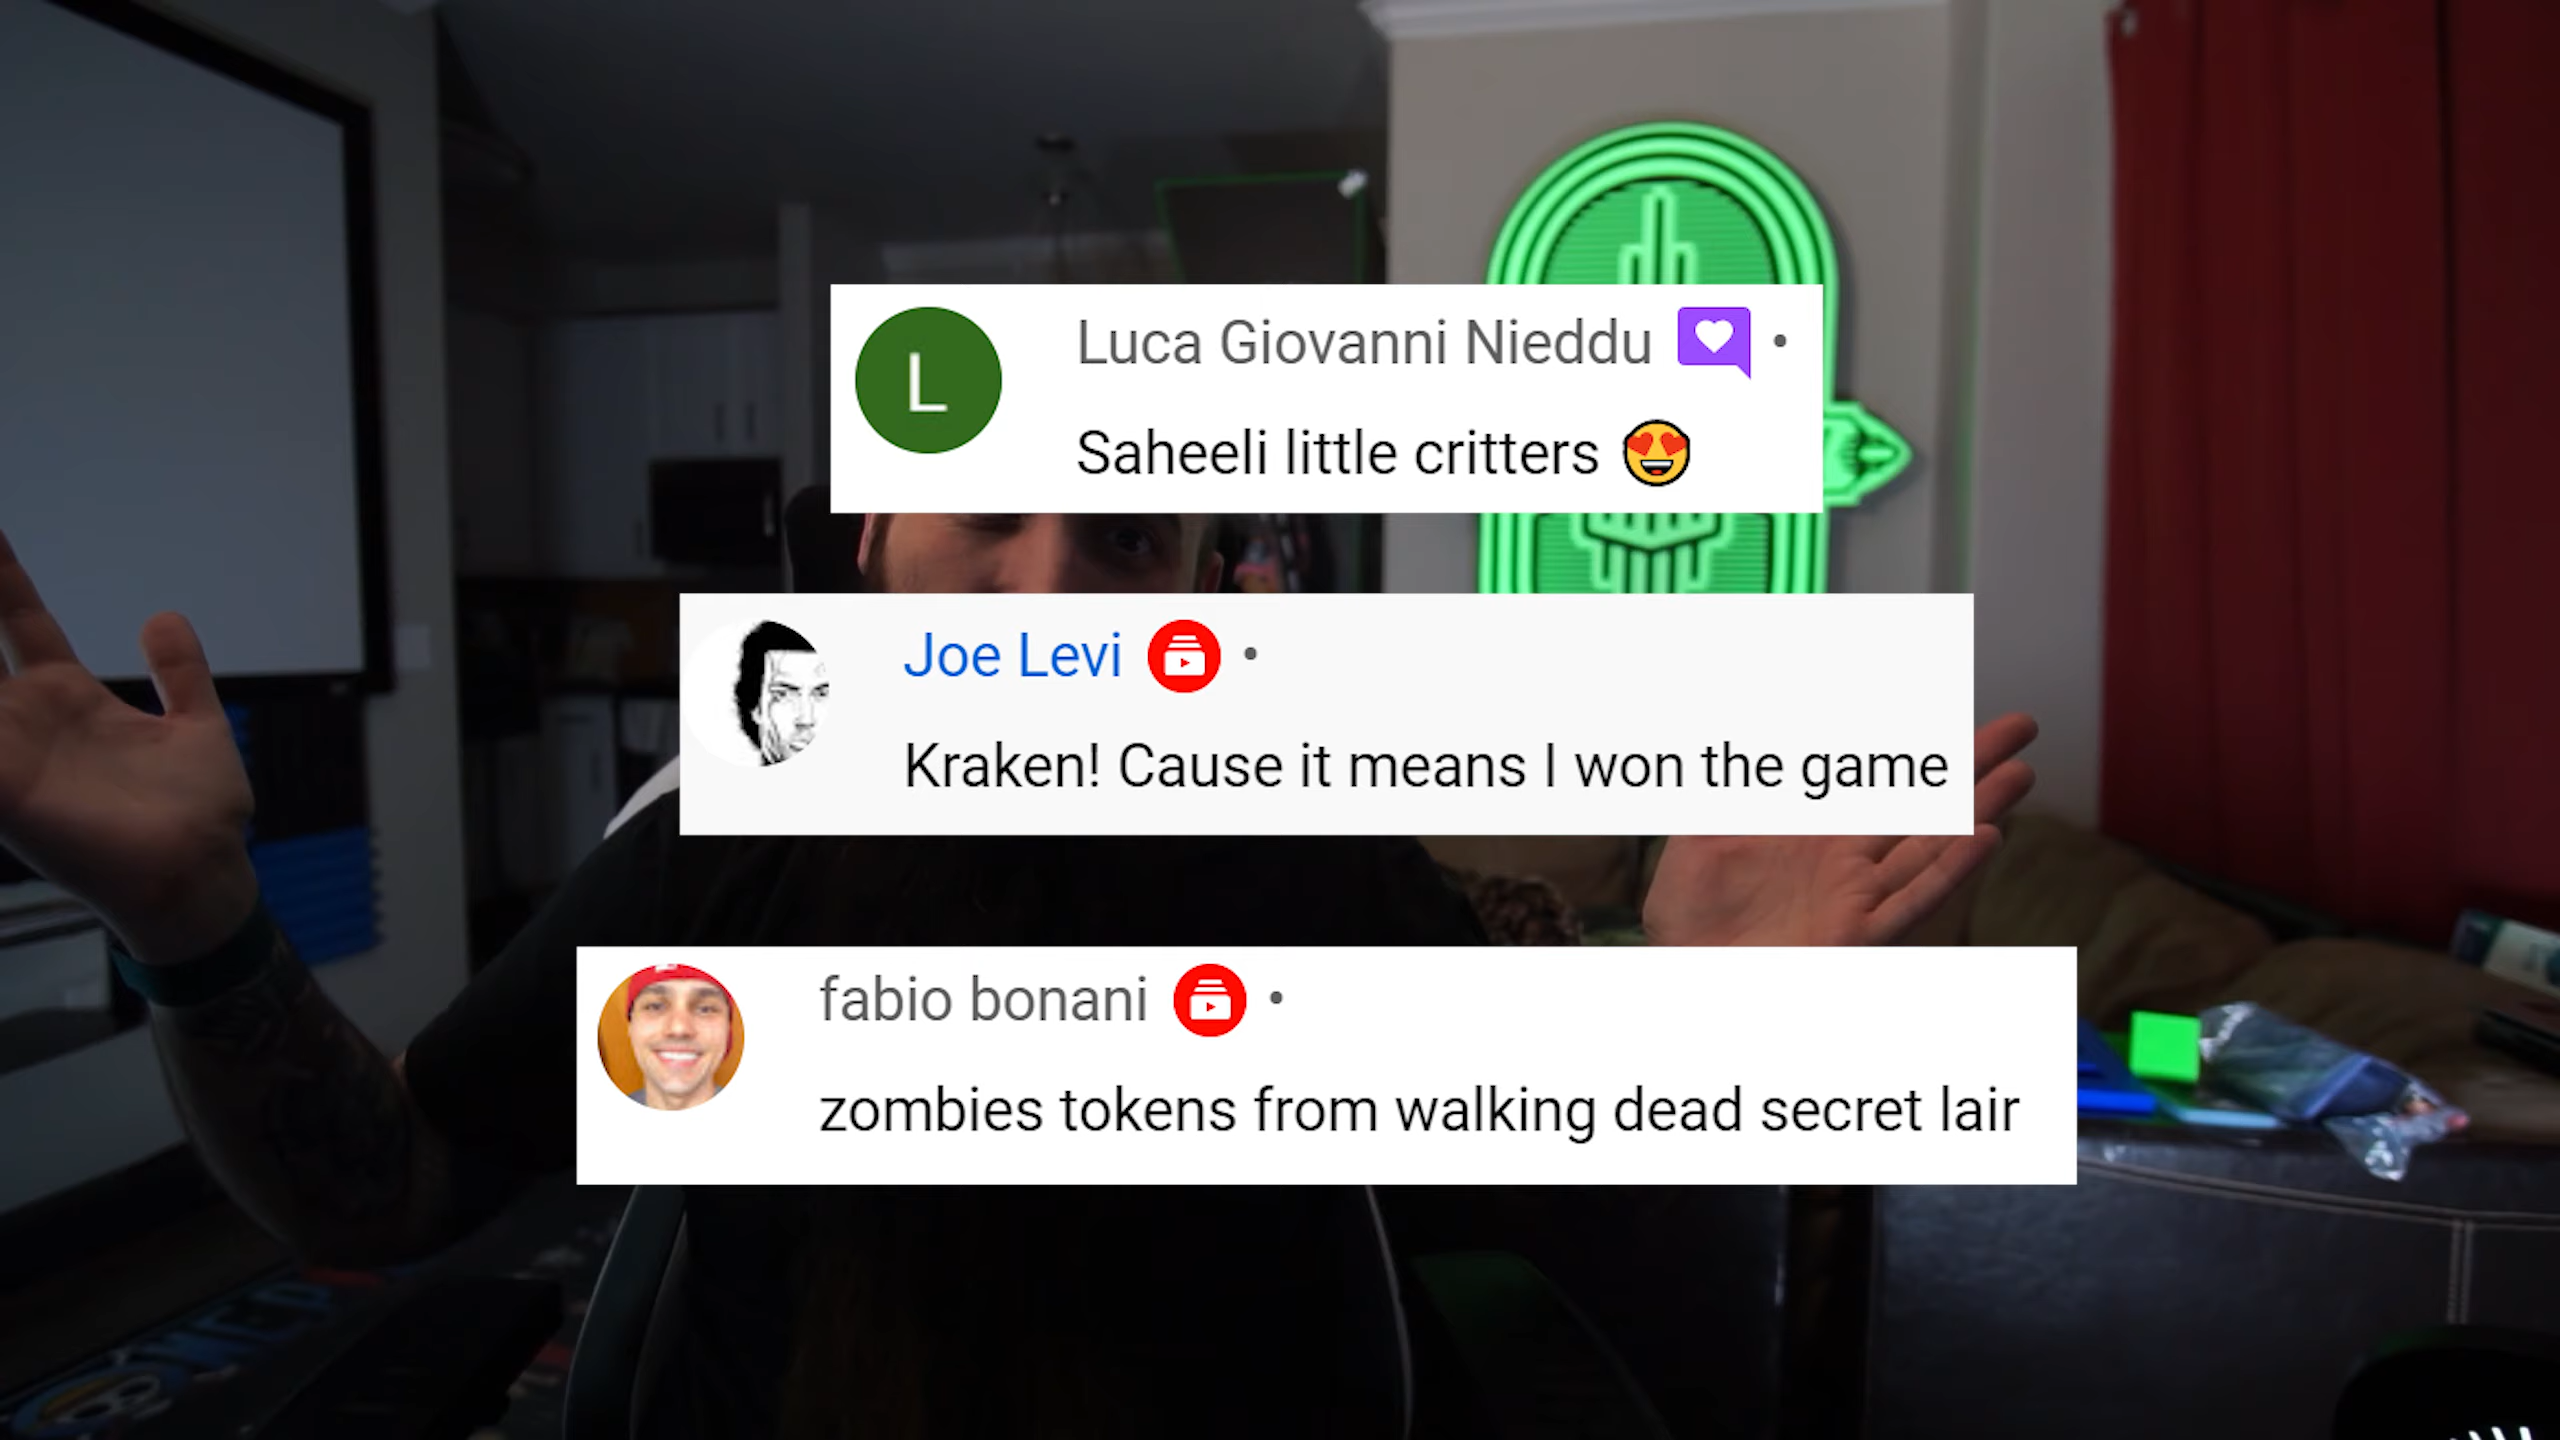 L
Luca Giovanni Nieddu •
Saheeli little critters 😍
Joe Levi •
Kraken! Cause it means I won the game
fabio bonani •
zombies tokens from walking dead secret lair